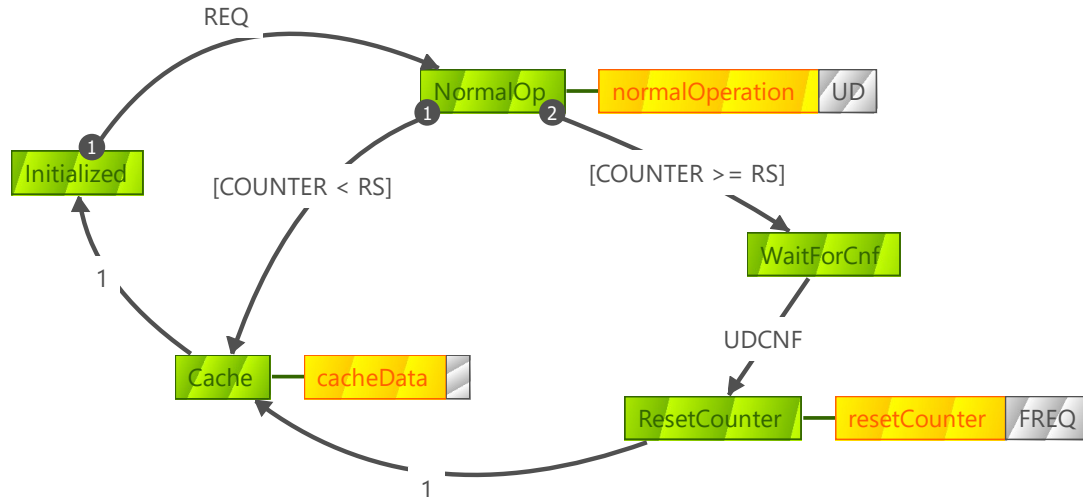 REQ
NormalOp
normalOperation
UD
1
2
1
Initialized
[COUNTER < RS]
[COUNTER >= RS]
WaitForCnf
1
UDCNF
Cache
cacheData
ResetCounter
resetCounter
FREQ
1